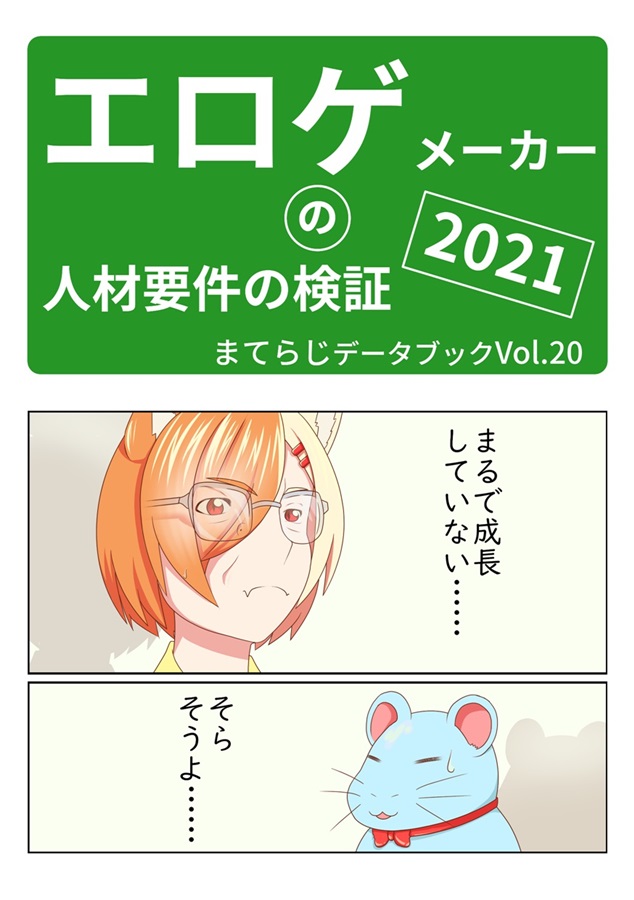 エロゲメーカー
の
2021
人材要件の検証
まてらじデータブックVol.20
まるで成長
していない……
そら
そうよ……